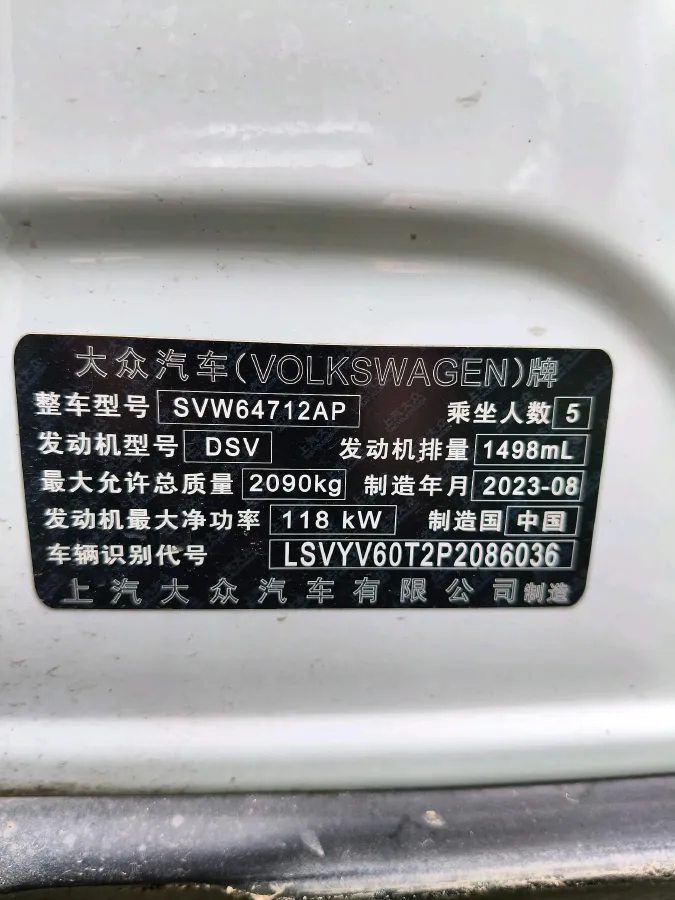 大众汽车(VOLKSWAGEN)牌
整车型号 SVW64712AP 乘坐人数 5
发动机型号 DSV 发动机排量 1498mL
最大允许总质量 2090kg 制造年月 2023-08
发动机最大净功率 118 kW 制造国 中国
车辆识别代号 LSVYV60T2P2086036
上汽大众汽车有限公司 制造